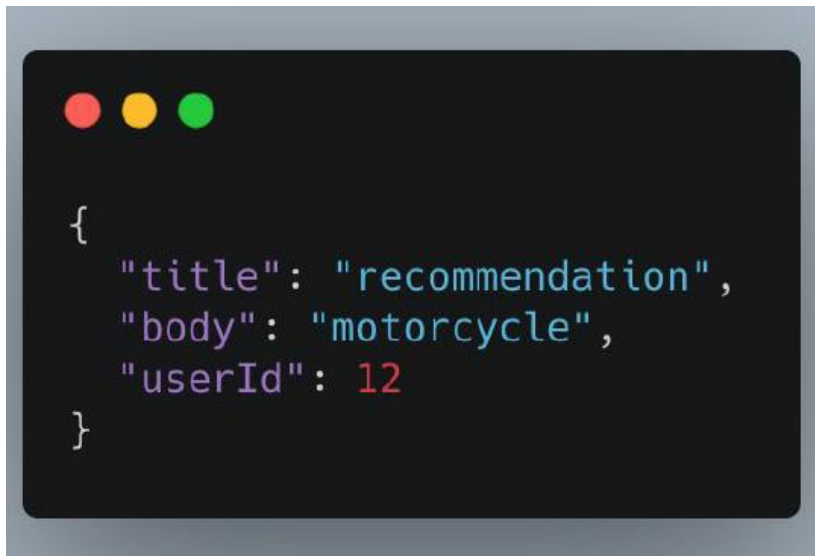 {
  "title": "recommendation",
  "body": "motorcycle",
  "userId": 12
}